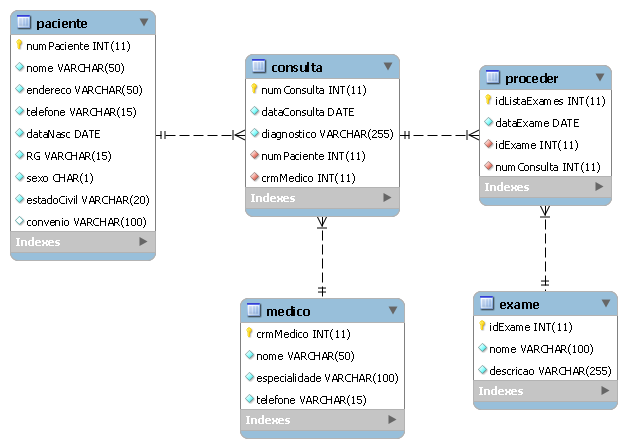 paciente
numPaciente INT(11)
nome VARCHAR(50)
endereco VARCHAR(50)
telefone VARCHAR(15)
dataNasc DATE
RG VARCHAR(15)
sexo CHAR(1)
estadoCivil VARCHAR(20)
convenio VARCHAR(100)
Indexes
consulta
numConsulta INT(11)
dataConsulta DATE
diagnostico VARCHAR(255)
numPaciente INT(11)
crmMedico INT(11)
Indexes
proceder
idListaExames INT(11)
dataExame DATE
idExame INT(11)
numConsulta INT(11)
Indexes
medico
crmMedico INT(11)
nome VARCHAR(50)
especialidade VARCHAR(100)
telefone VARCHAR(15)
Indexes
exame
idExame INT(11)
nome VARCHAR(100)
descricao VARCHAR(255)
Indexes